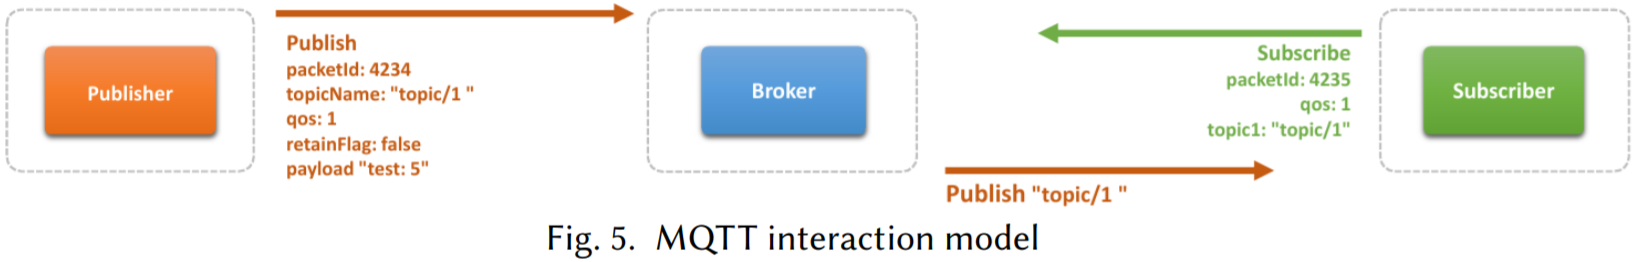 Publisher
Publish
packetId: 4234
topicName: "topic/1 "
qos: 1
retainFlag: false
payload "test: 5"
Broker
Subscribe
packetId: 4235
qos: 1
topic1: "topic/1"
Subscriber
Publish "topic/1 "
Fig. 5. MQTT interaction model